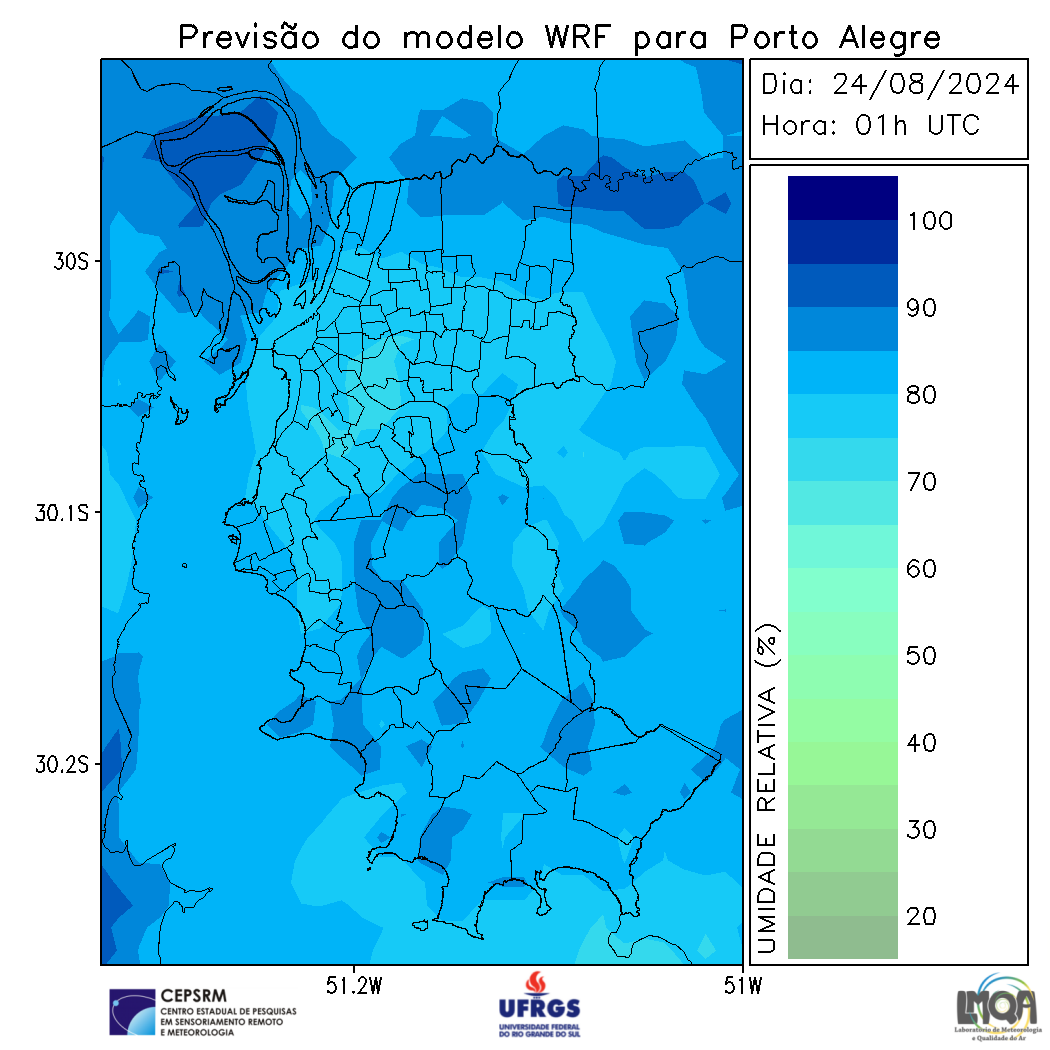 Previsão do modelo WRF para Porto Alegre
Dia: 24/08/2024
Hora: 01h UTC
30S
30.1S
30.2S
51.2W
51W
100
90
80
70
60
50
40
30
20
UMIDADE RELATIVA (%)
CEPSRM
CENTRO ESTADUAL DE PESQUISAS
EM SENSORIAMENTO REMOTO
E METEOROLOGIA
UFRGS
UNIVERSIDADE FEDERAL
DO RIO GRANDE DO SUL
LMQA
Laboratório de Meteorologia
e Qualidade do Ar